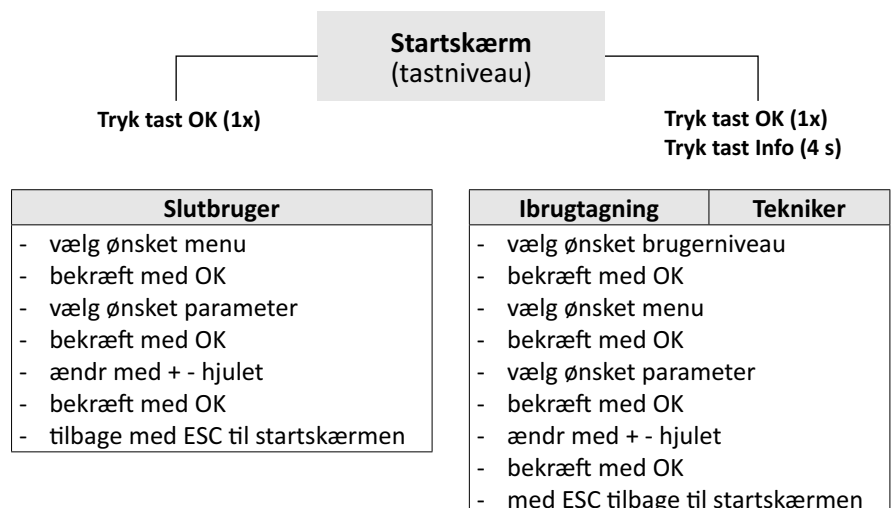 Startskærm
(tastniveau)
Tryk tast OK (1x)
Tryk tast OK (1x)
Tryk tast Info (4 s)
Slutbruger
- vælg ønsket menu
- bekræft med OK
- vælg ønsket parameter
- bekræft med OK
- ændr med + - hjulet
- bekræft med OK
- tilbage med ESC til startskærmen
Ibrugtagning Tekniker
- vælg ønsket brugerniveau
- bekræft med OK
- vælg ønsket menu
- bekræft med OK
- vælg ønsket parameter
- bekræft med OK
- ændr med + - hjulet
- bekræft med OK
- med ESC tilbage til startskærmen